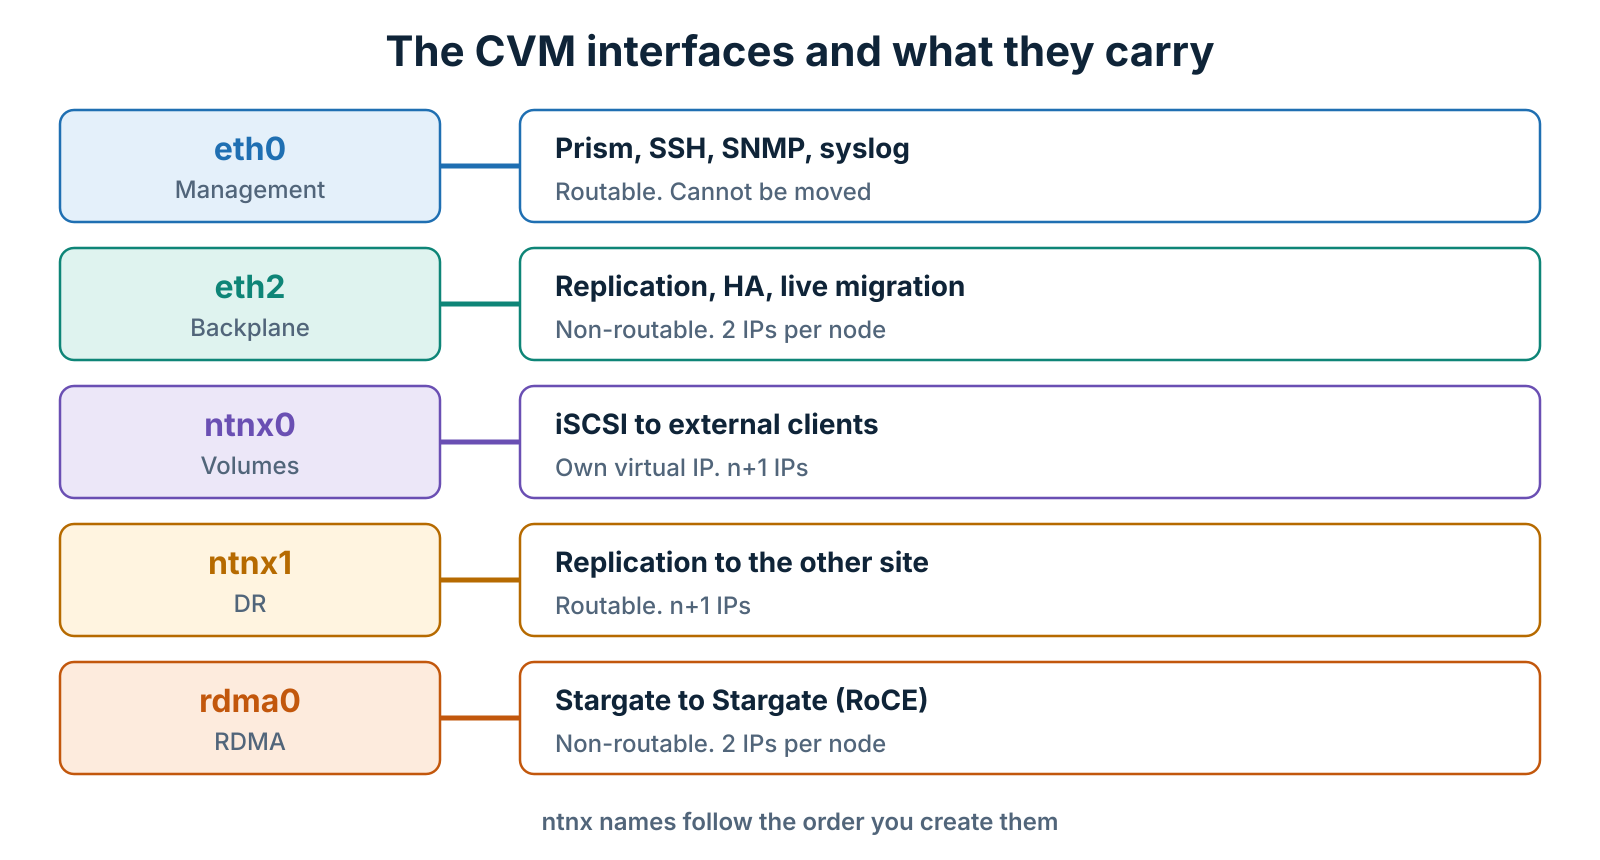 The CVM interfaces and what they carry
eth0
Management
Prism, SSH, SNMP, syslog
Routable. Cannot be moved
eth2
Backplane
Replication, HA, live migration
Non-routable. 2 IPs per node
ntnx0
Volumes
iSCSI to external clients
Own virtual IP. n+1 IPs
ntnx1
DR
Replication to the other site
Routable. n+1 IPs
rdma0
RDMA
Stargate to Stargate (RoCE)
Non-routable. 2 IPs per node
ntnx names follow the order you create them